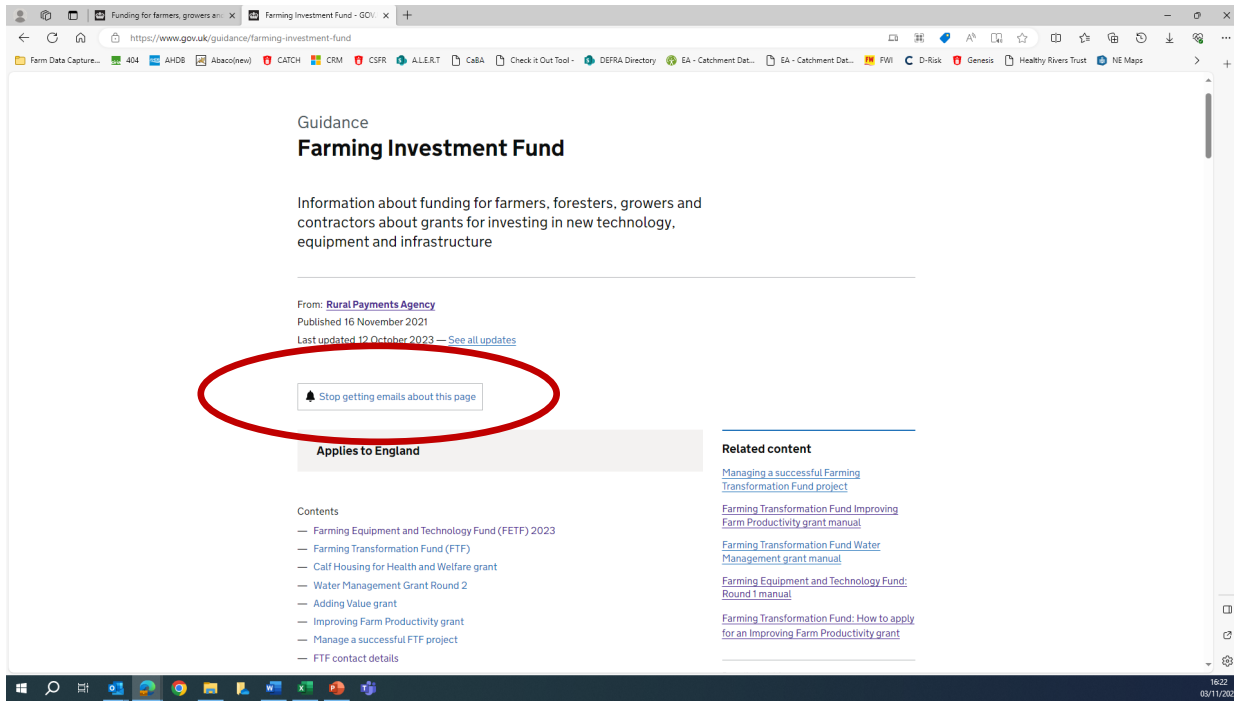 Funding for farmers, growers an
Farming Investment Fund - GOV.
https://www.gov.uk/guidance/farming-investment-fund
Farm Data Capture... 404 AHDB Abaco(new) CATCH CRM CSFR A.L.E.R.T CaBA Check it Out Tool - DEFRA Directory EA - Catchment Dat... EA - Catchment Dat... FWI D-Risk Genesis Healthy Rivers Trust NE Maps
Guidance
Farming Investment Fund
Information about funding for farmers, foresters, growers and
contractors about grants for investing in new technology,
equipment and infrastructure
From: Rural Payments Agency
Published 16 November 2021
Last updated 12 October 2023 — See all updates
Stop getting emails about this page
Applies to England
Contents
— Farming Equipment and Technology Fund (FETF) 2023
— Farming Transformation Fund (FTF)
— Calf Housing for Health and Welfare grant
— Water Management Grant Round 2
— Adding Value grant
— Improving Farm Productivity grant
— Manage a successful FTF project
— FTF contact details
Related content
Managing a successful Farming
Transformation Fund project
Farming Transformation Fund Improving
Farm Productivity grant manual
Farming Transformation Fund Water
Management grant manual
Farming Equipment and Technology Fund:
Round 1 manual
Farming Transformation Fund: How to apply
for an Improving Farm Productivity grant
16:22
03/11/202